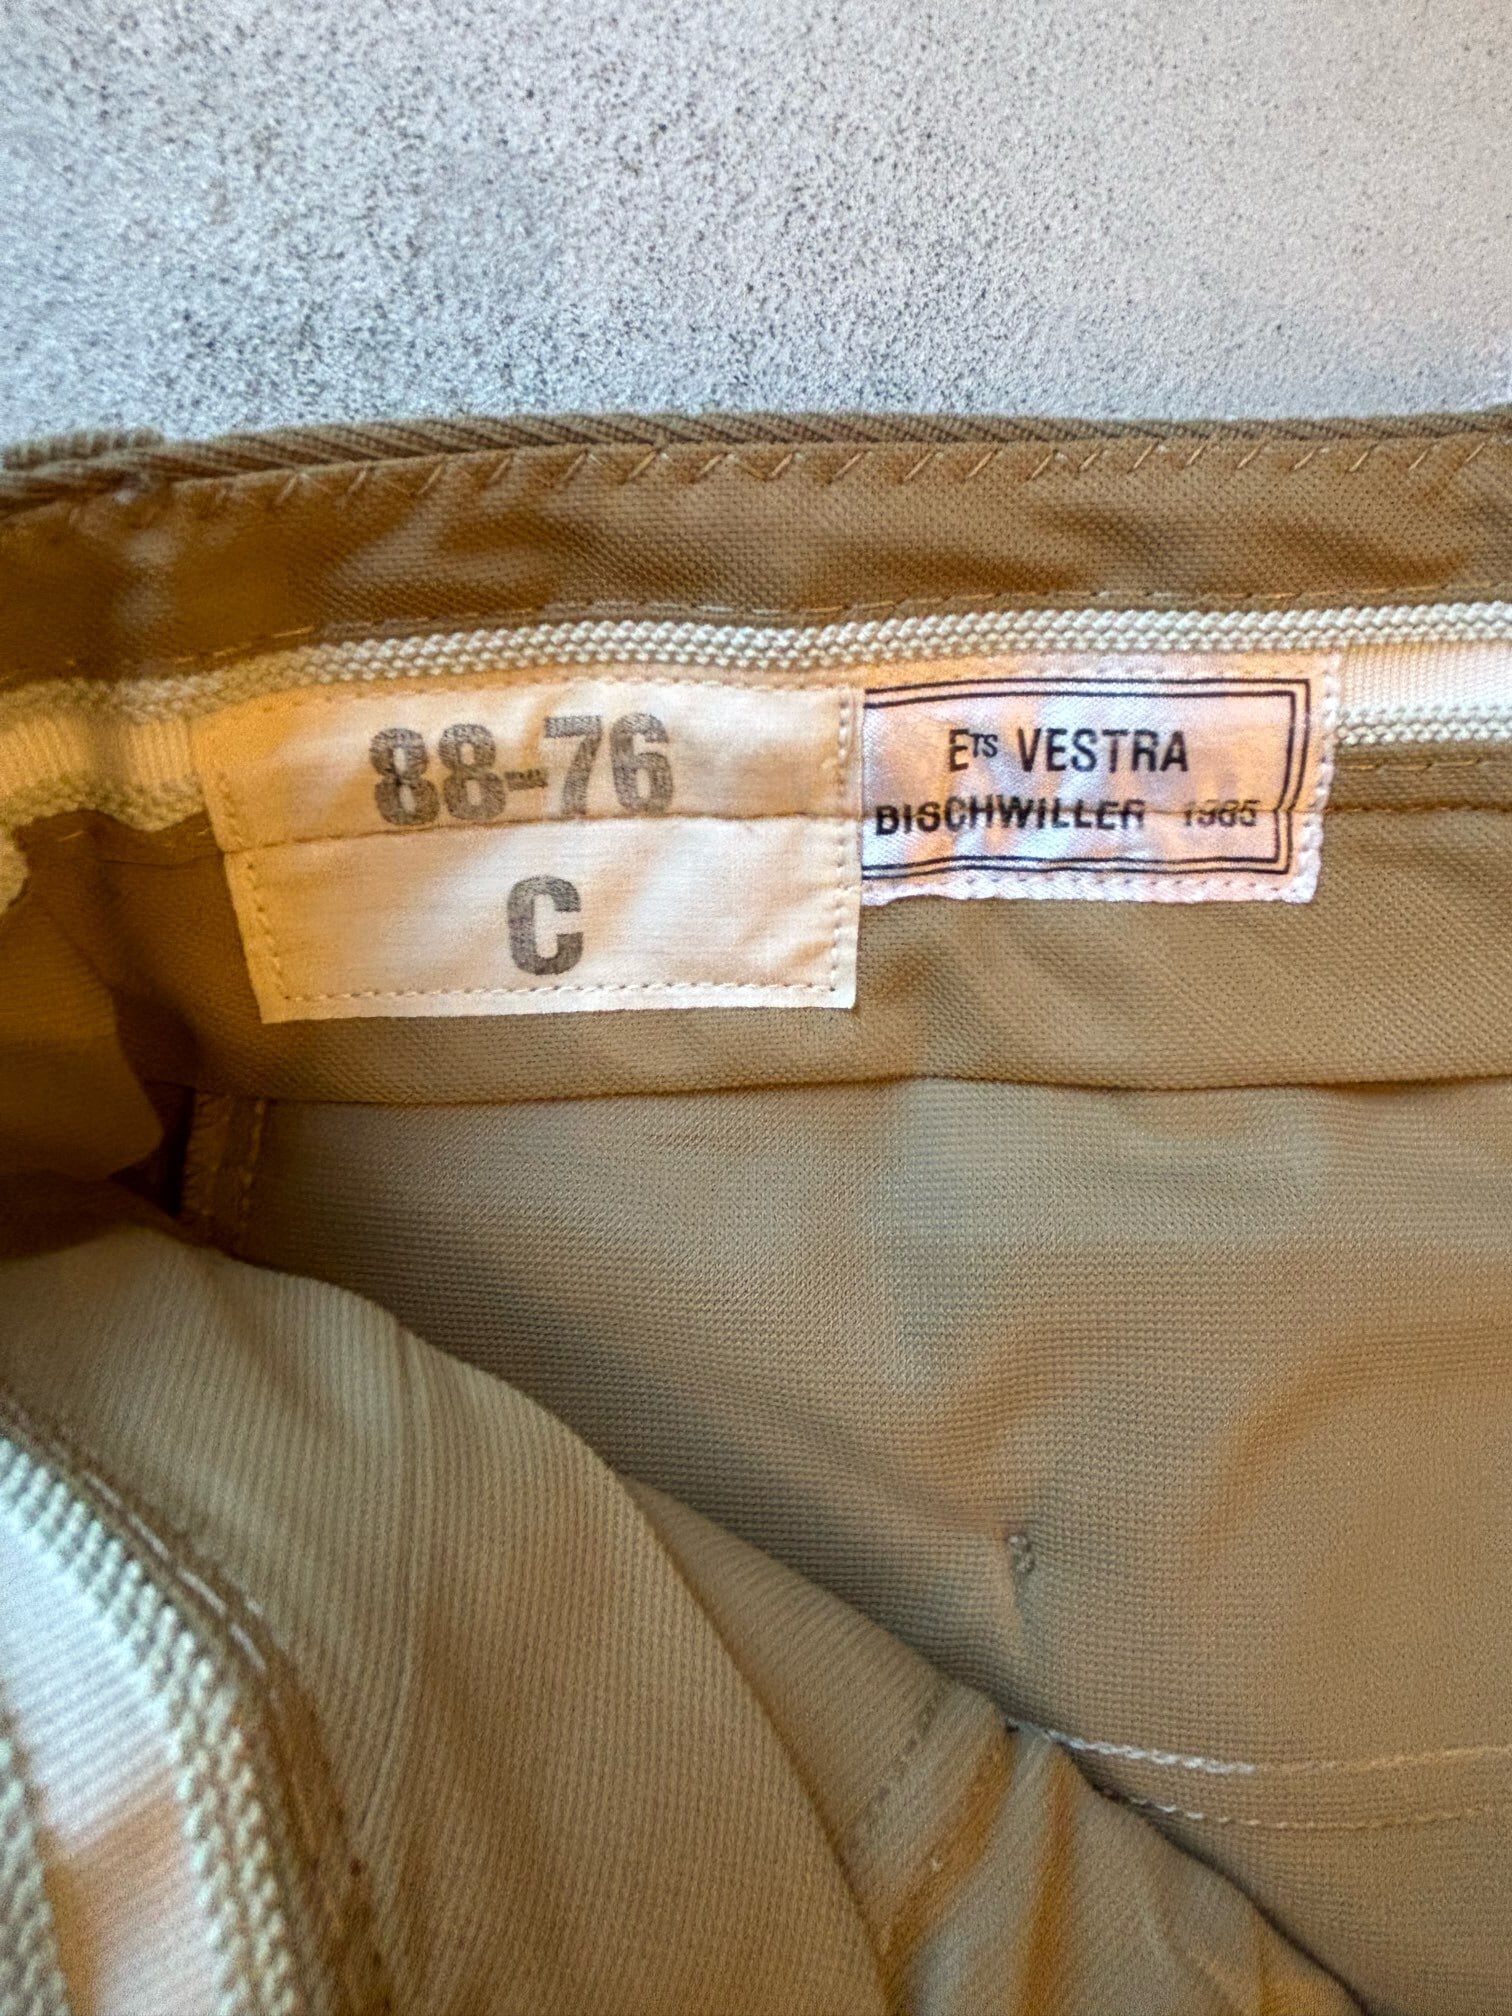 88-76
C
ETS VESTRA
BISCHWILLER 1985